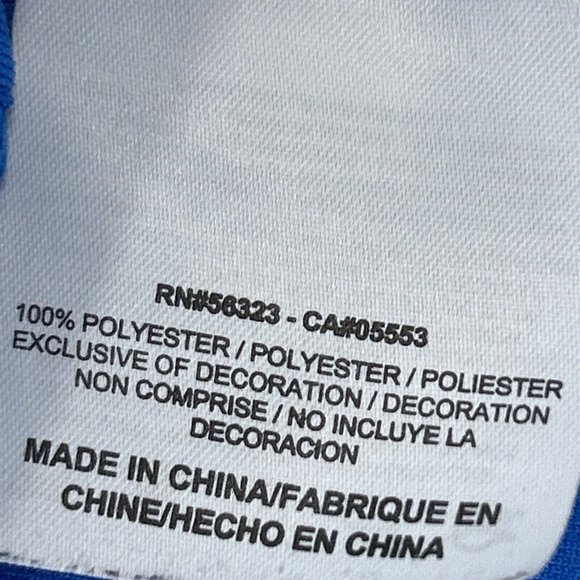 RN#56323 - CA#05553
100% POLYESTER / POLYESTER / POLIESTER
EXCLUSIVE OF DECORATION / DECORATION
NON COMPRISE / NO INCLUYE LA
DECORACION
MADE IN CHINA/FABRIQUE EN
CHINE/HECHO EN CHINA